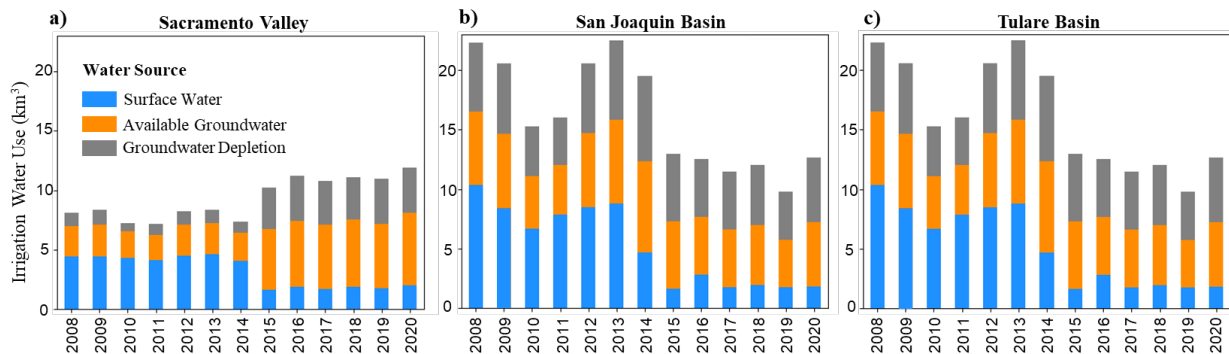 a) Sacramento Valley
b) San Joaquin Basin
c) Tulare Basin
Irrigation Water Use (km³)
20
15
10
5
0
Water Source
Surface Water
Available Groundwater
Groundwater Depletion
2008 2009 2010 2011 2012 2013 2014 2015 2016 2017 2018 2019 2020
20
15
10
5
0
2008 2009 2010 2011 2012 2013 2014 2015 2016 2017 2018 2019 2020
20
15
10
5
0
2008 2009 2010 2011 2012 2013 2014 2015 2016 2017 2018 2019 2020